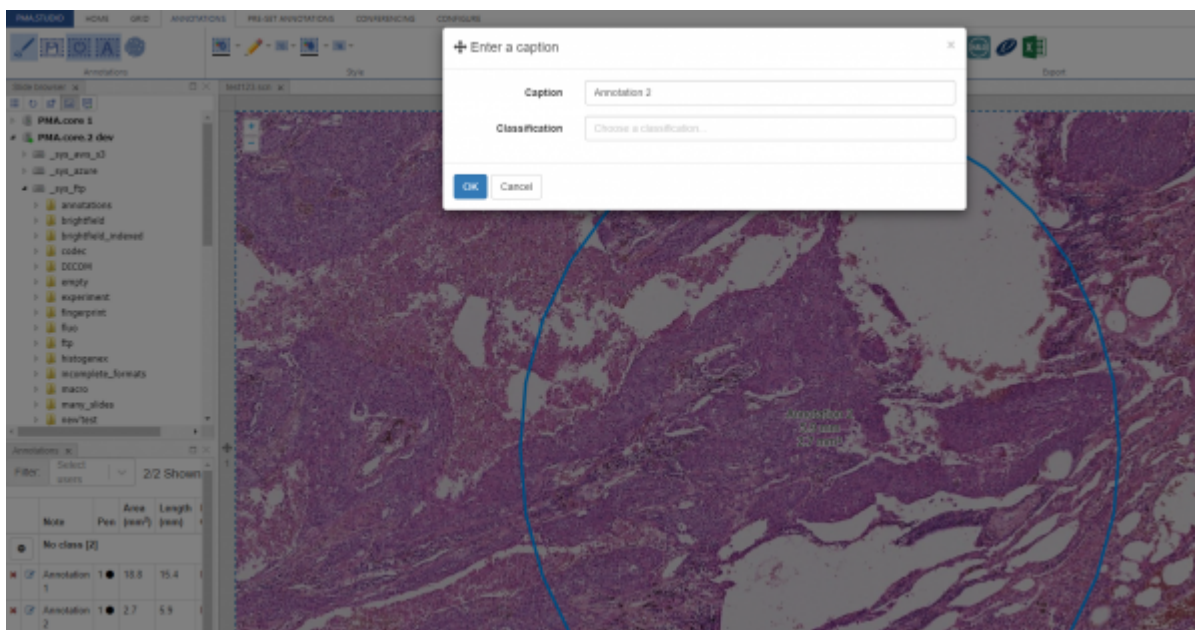 PMA.STUDIO HOME GRID ANNOTATIONS PRE-SET ANNOTATIONS CONFERENCING CONFIGURE
Annotations Style Export
Slide browser
test123.scn
PMA.core 1
PMA.core.2 dev
_sys_aws_s3
_sys_azure
_sys_ftp
annotations
brightfield
brightfield_indexed
codec
DICOM
empty
experiment
fingerprint
fluo
ftp
histogenex
incomplete_formats
macro
many_slides
new'test
Enter a caption ×
Caption Annotation 2
Classification Choose a classification...
OK Cancel
Annotations
Filter: Select users 2/2 Shown
Note Pen Area (mm²) Length (mm)
No class [2]
Annotation 1 1 18.8 15.4
Annotation 2 1 2.7 5.9